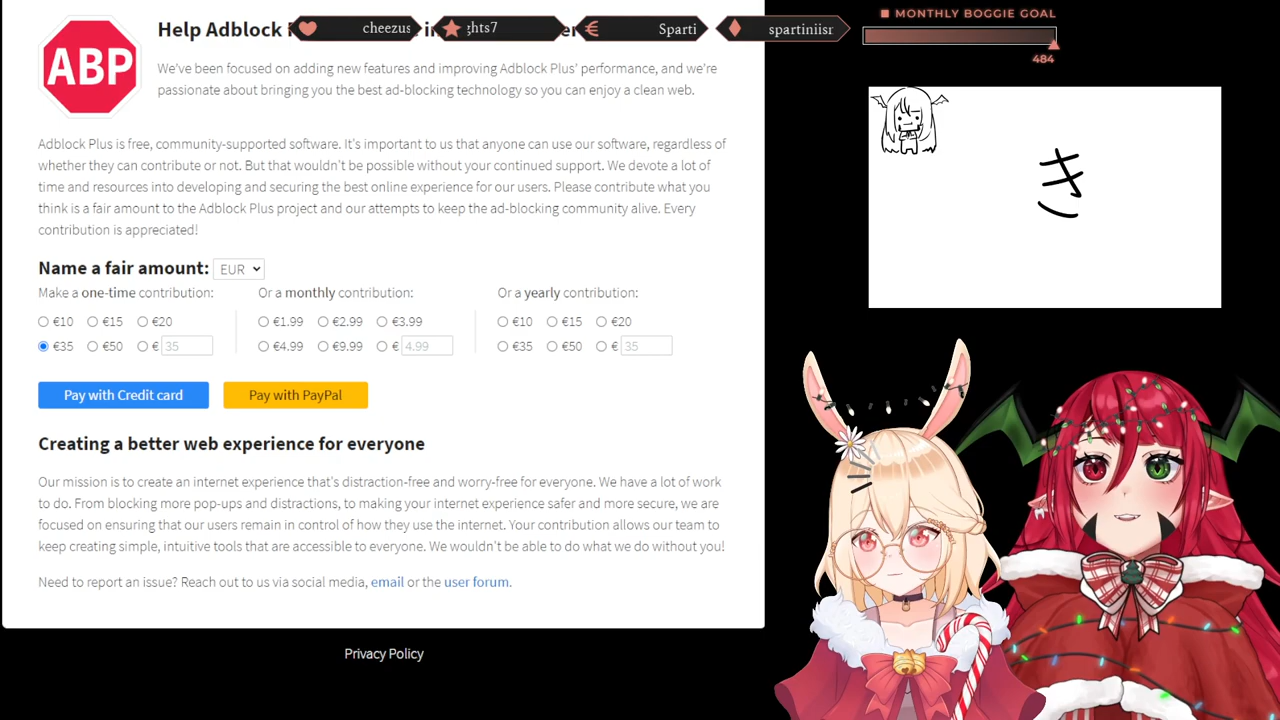 Help Adblock
cheezus
ghts7
Sparti
spartiniisr
MONTHLY BOGGIE GOAL
484
ABP
We've been focused on adding new features and improving Adblock Plus' performance, and we're
passionate about bringing you the best ad-blocking technology so you can enjoy a clean web.
Adblock Plus is free, community-supported software. It's important to us that anyone can use our software, regardless of
whether they can contribute or not. But that wouldn't be possible without your continued support. We devote a lot of
time and resources into developing and securing the best online experience for our users. Please contribute what you
think is a fair amount to the Adblock Plus project and our attempts to keep the ad-blocking community alive. Every
contribution is appreciated!
き
Name a fair amount: EUR
Make a one-time contribution: Or a monthly contribution: Or a yearly contribution:
€10 €15 €20 €1.99 €2.99 €3.99 €10 €15 €20
€35 €50 € 35 €4.99 €9.99 € 4.99 €35 €50 € 35
Pay with Credit card Pay with PayPal
Creating a better web experience for everyone
Our mission is to create an internet experience that's distraction-free and worry-free for everyone. We have a lot of work
to do. From blocking more pop-ups and distractions, to making your internet experience safer and more secure, we are
focused on ensuring that our users remain in control of how they use the internet. Your contribution allows our team to
keep creating simple, intuitive tools that are accessible to everyone. We wouldn't be able to do what we do without you!
Need to report an issue? Reach out to us via social media, email or the user forum.
Privacy Policy